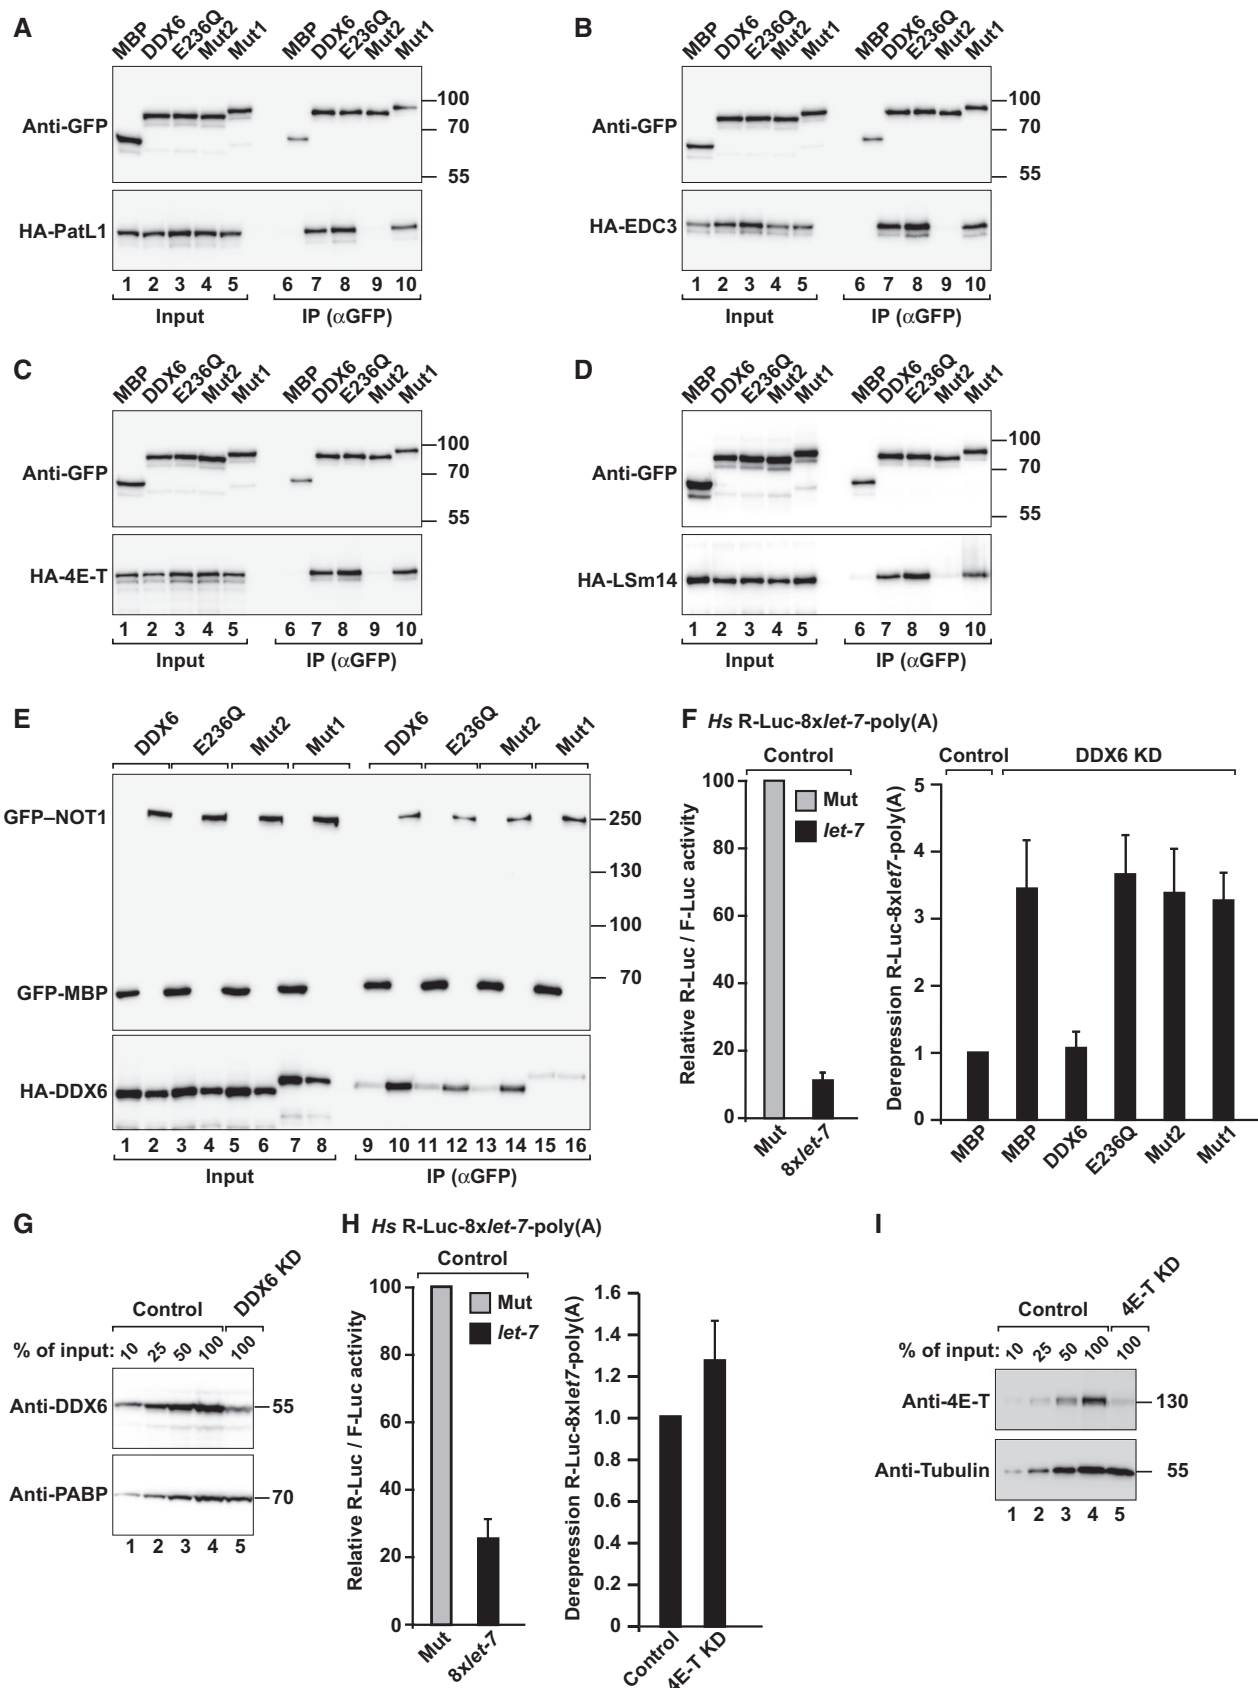 A
MBP DDX6 E236Q Mut2 Mut1 MBP DDX6 E236Q Mut2 Mut1
Anti-GFP
100
70
55
HA-PatL1
1 2 3 4 5 6 7 8 9 10
Input IP (αGFP)
B
MBP DDX6 E236Q Mut2 Mut1 MBP DDX6 E236Q Mut2 Mut1
Anti-GFP
100
70
55
HA-EDC3
1 2 3 4 5 6 7 8 9 10
Input IP (αGFP)
C
MBP DDX6 E236Q Mut2 Mut1 MBP DDX6 E236Q Mut2 Mut1
Anti-GFP
100
70
55
HA-4E-T
1 2 3 4 5 6 7 8 9 10
Input IP (αGFP)
D
MBP DDX6 E236Q Mut2 Mut1 MBP DDX6 E236Q Mut2 Mut1
Anti-GFP
100
70
55
HA-LSm14
1 2 3 4 5 6 7 8 9 10
Input IP (αGFP)
E
DDX6 E236Q Mut2 Mut1 DDX6 E236Q Mut2 Mut1
GFP–NOT1
250
130
100
70
GFP-MBP
HA-DDX6
1 2 3 4 5 6 7 8 9 10 11 12 13 14 15 16
Input IP (αGFP)
F Hs R-Luc-8xlet-7-poly(A)
Control
Relative R-Luc / F-Luc activity
100
80
60
40
20
0
Mut
let-7
Mut 8xlet-7
Control DDX6 KD
Derepression R-Luc-8xlet7-poly(A)
5
4
3
2
1
0
MBP MBP DDX6 E236Q Mut2 Mut1
G
Control DDX6 KD
% of input: 10 25 50 100 100
Anti-DDX6 55
Anti-PABP 70
1 2 3 4 5
H Hs R-Luc-8xlet-7-poly(A)
Control
Relative R-Luc / F-Luc activity
100
80
60
40
20
0
Mut
let-7
Mut 8xlet-7
Derepression R-Luc-8xlet7-poly(A)
1.6
1.4
1.2
1.0
0.8
0.6
0.4
0.2
0
Control 4E-T KD
I
Control 4E-T KD
% of input: 10 25 50 100 100
Anti-4E-T 130
Anti-Tubulin 55
1 2 3 4 5